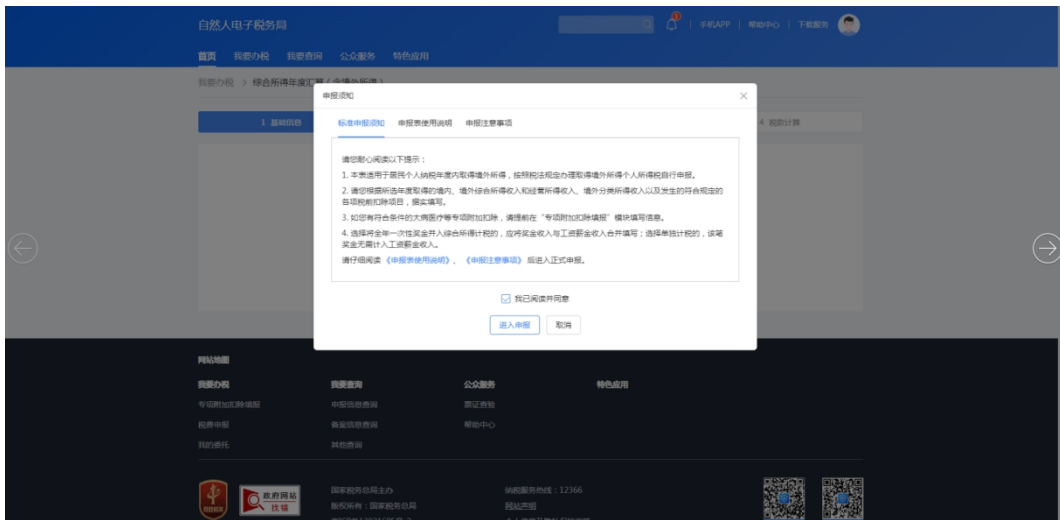 自然人电子税务局
手机APP | 帮助中心 | 下载服务
首页 我要办税 我要查询 公众服务 特色应用
我要办税 > 综合所得年度汇算（含境外所得）
申报须知
1 基础信息
4 税款计算
标准申报须知 申报表使用说明 申报注意事项
请您耐心阅读以下提示：
1. 本表适用于居民个人纳税年度内取得境外所得，按照税法规定办理取得境外所得个人所得税自行申报。
2. 请您根据所选年度取得的境内、境外综合所得收入和经营所得收入、境外分类所得收入以及发生的符合规定的
各项税前扣除项目，据实填写。
3. 如您有符合条件的大病医疗等专项附加扣除，请提前在“专项附加扣除填报”模块填写信息。
4. 选择将全年一次性奖金并入综合所得计税的，应将奖金收入与工资薪金收入合并填写；选择单独计税的，该笔
奖金无需计入工资薪金收入。
请仔细阅读《申报表使用说明》、《申报注意事项》后进入正式申报。
我已阅读并同意
进入申报 取消
网站地图
我要办税 我要查询 公众服务 特色应用
专项附加扣除填报 申报信息查询 票证查验
税费申报 备案信息查询 帮助中心
我的委托 其他查询
政府网站
找错
国家税务总局主办 纳税服务热线：12366
版权所有：国家税务总局 网站声明